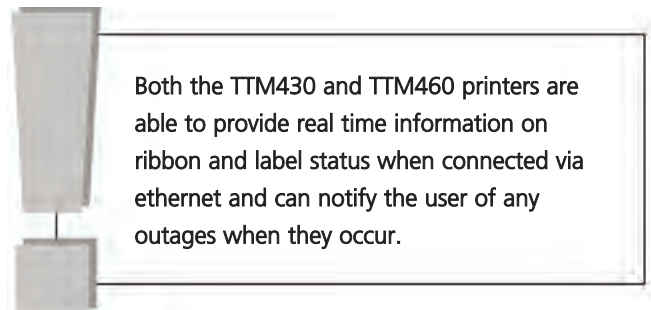 Both the TTM430 and TTM460 printers are
able to provide real time information on
ribbon and label status when connected via
ethernet and can notify the user of any
outages when they occur.